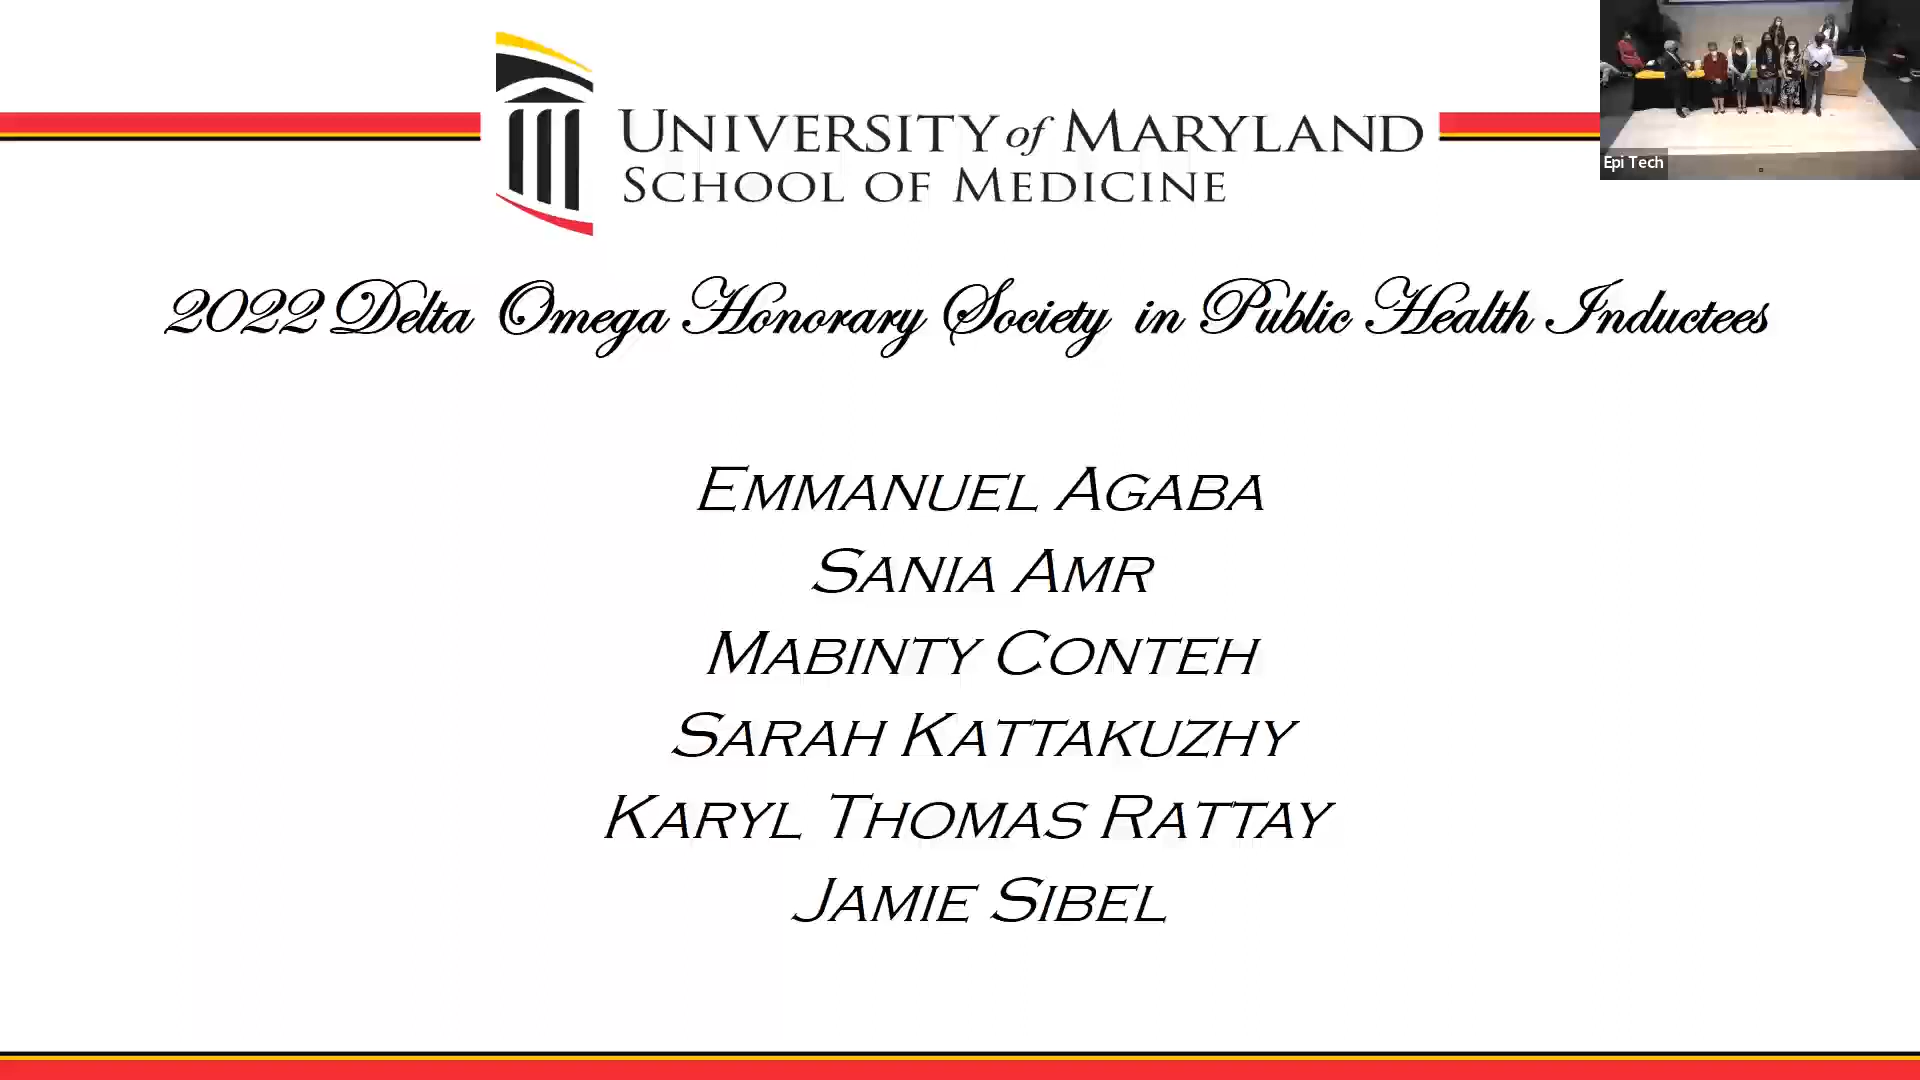 UNIVERSITY of MARYLAND
SCHOOL OF MEDICINE
Epi Tech
2022 Delta Omega Honorary Society in Public Health Inductees
EMMANUEL AGABA
SANIA AMR
MABINTY CONTEH
SARAH KATTAKUZHY
KARYL THOMAS RATTAY
JAMIE SIBEL